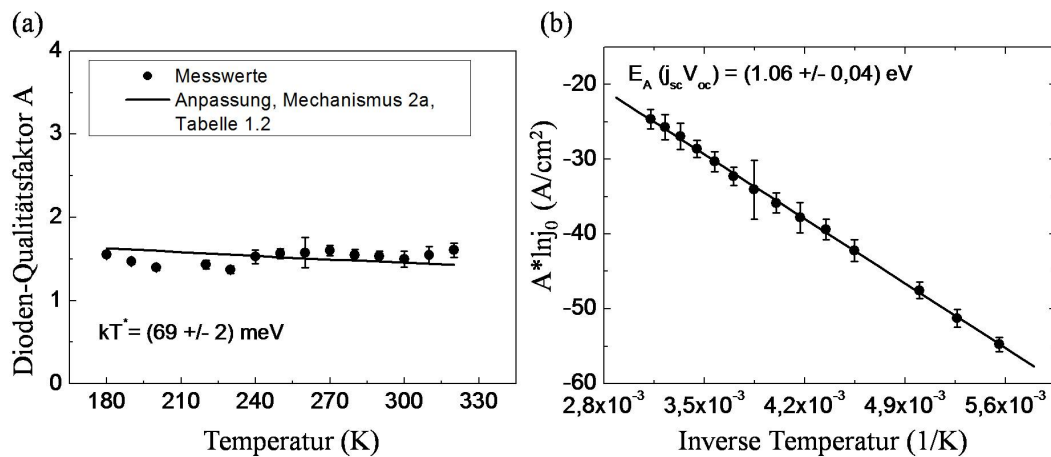 (a)
4
3
2
1
0
Dioden-Qualitätsfaktor A
Messwerte
Anpassung, Mechanismus 2a,
Tabelle 1.2
kT*= (69 +/- 2) meV
180 210 240 270 300 330
Temperatur (K)
(b)
-20
-30
-40
-50
-60
A*lnj₀ (A/cm²)
E_A (j_sc V_oc) = (1.06 +/- 0,04) eV
2,8x10⁻³ 3,5x10⁻³ 4,2x10⁻³ 4,9x10⁻³ 5,6x10⁻³
Inverse Temperatur (1/K)